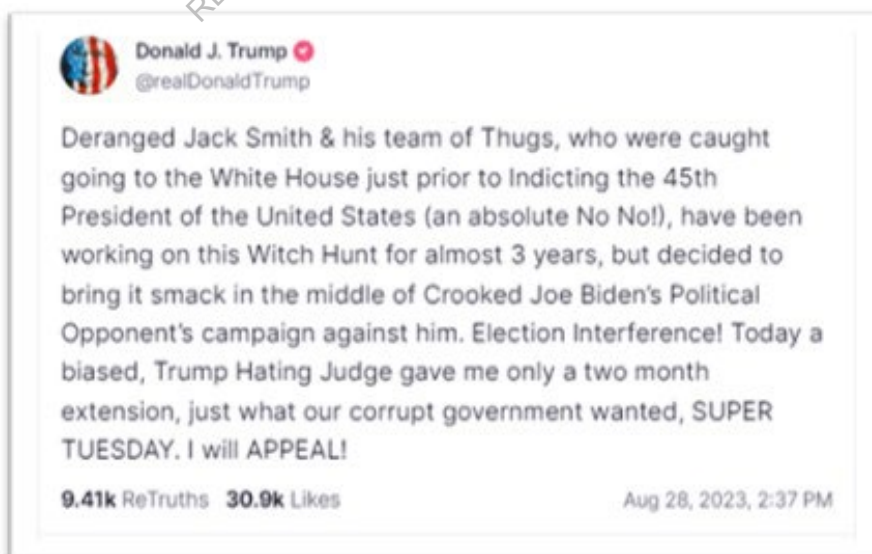 Donald J. Trump
@realDonaldTrump
Deranged Jack Smith & his team of Thugs, who were caught
going to the White House just prior to Indicting the 45th
President of the United States (an absolute No No!), have been
working on this Witch Hunt for almost 3 years, but decided to
bring it smack in the middle of Crooked Joe Biden's Political
Opponent's campaign against him. Election Interference! Today a
biased, Trump Hating Judge gave me only a two month
extension, just what our corrupt government wanted, SUPER
TUESDAY. I will APPEAL!
9.41k ReTruths 30.9k Likes Aug 28, 2023, 2:37 PM